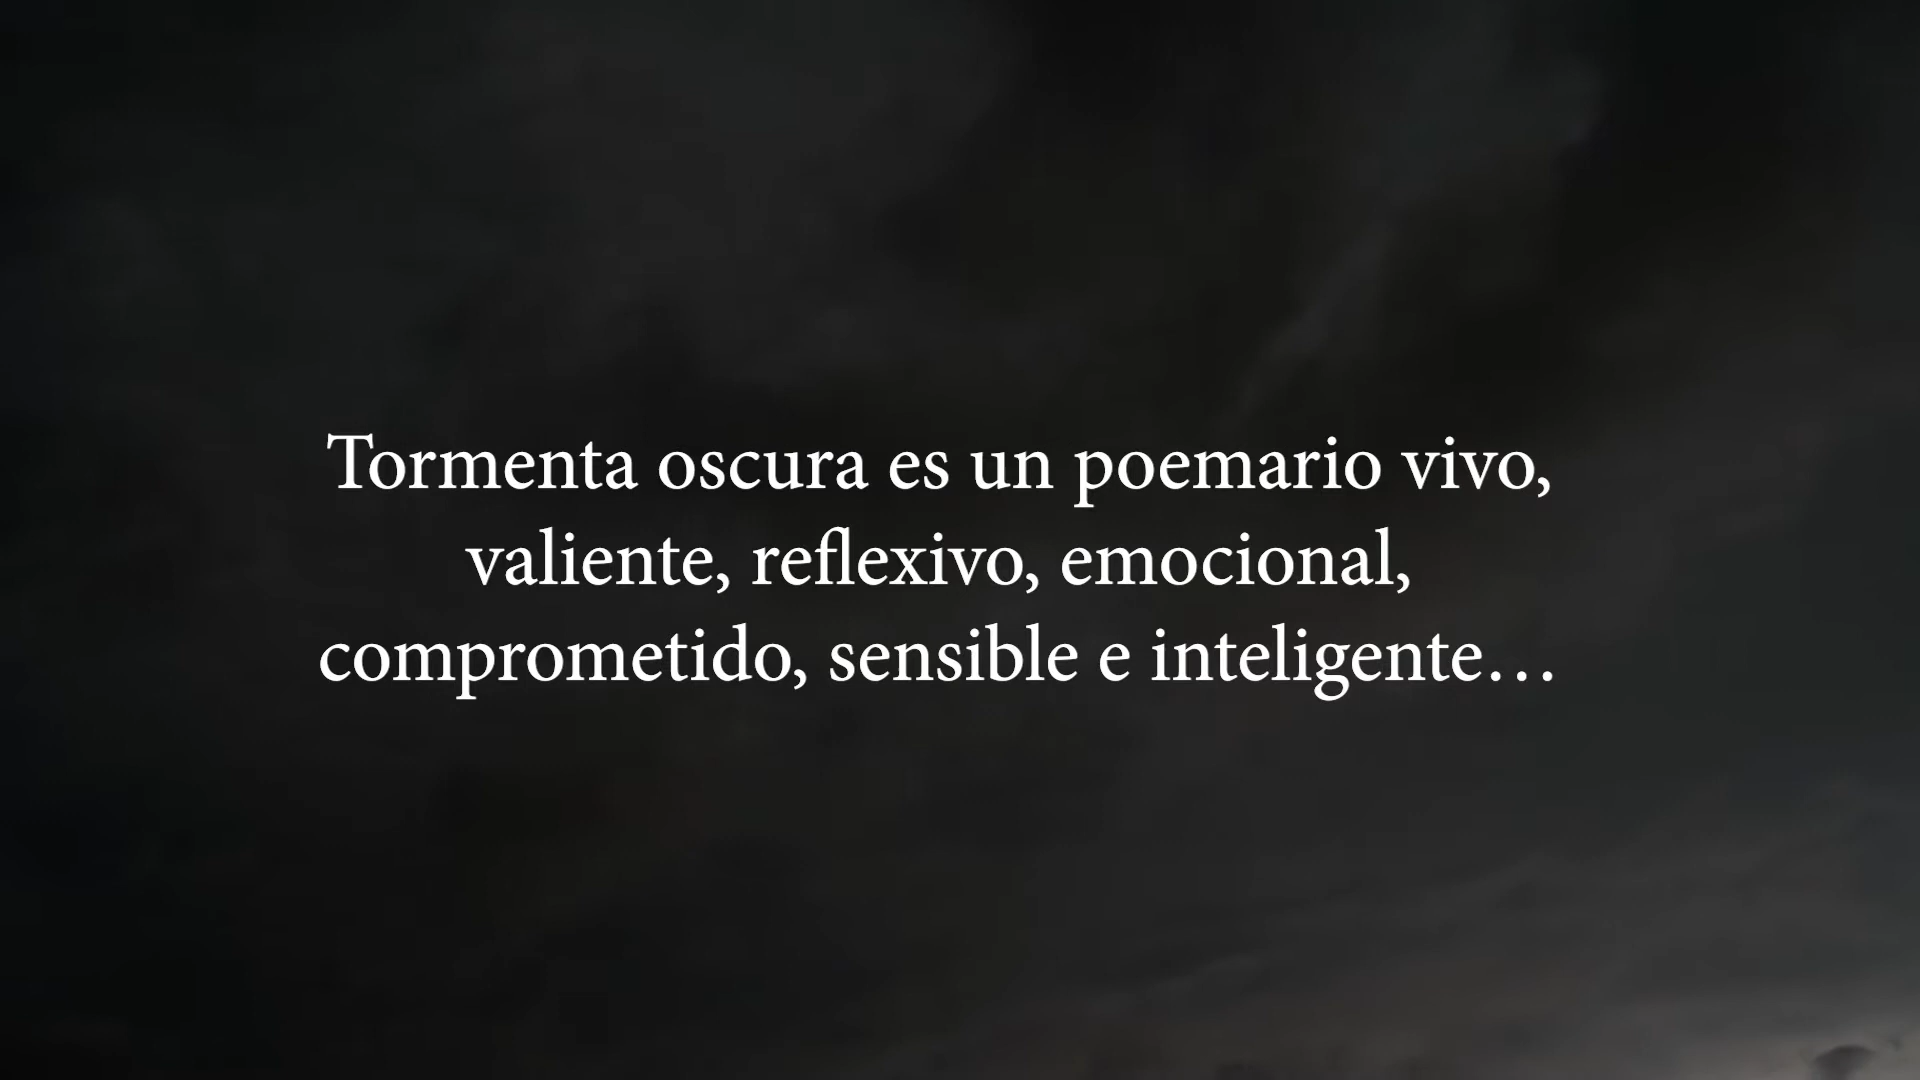 Tormenta oscura es un poemario vivo,
valiente, reflexivo, emocional,
comprometido, sensible e inteligente…